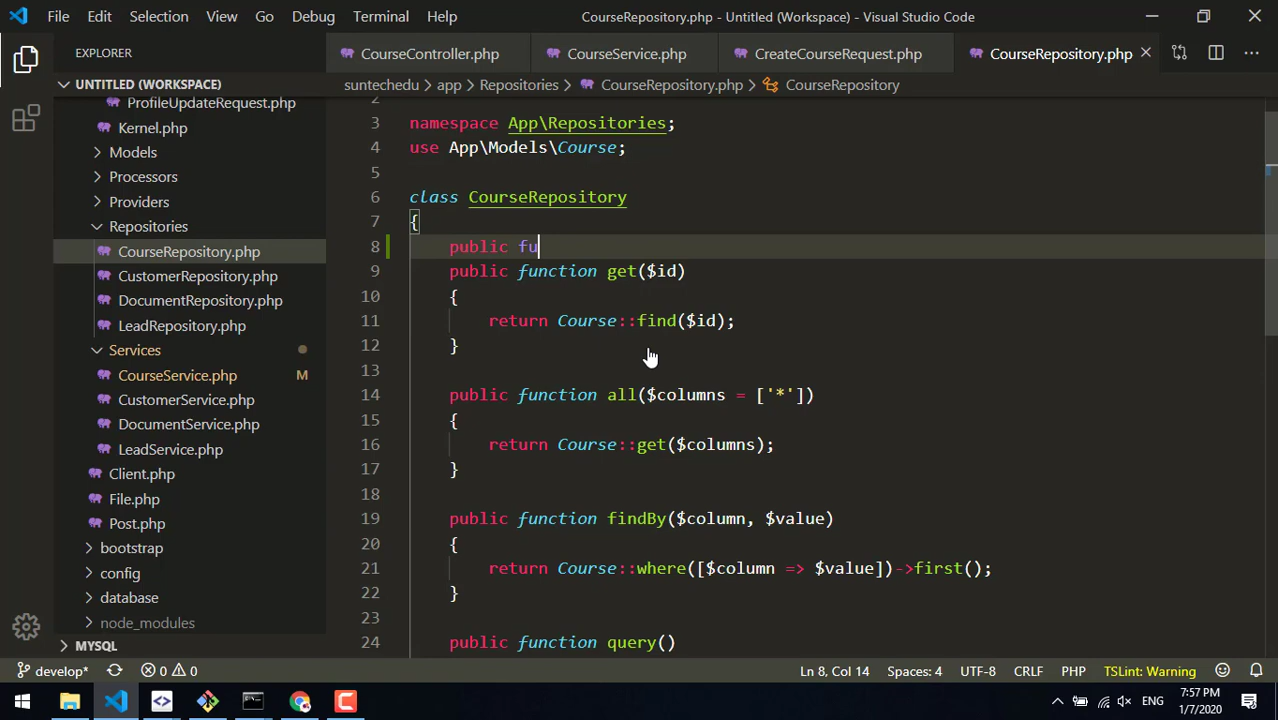 File Edit Selection View Go Debug Terminal Help CourseRepository.php - Untitled (Workspace) - Visual Studio Code
EXPLORER
CourseController.php CourseService.php CreateCourseRequest.php CourseRepository.php
UNTITLED (WORKSPACE)
suntechedu > app > Repositories > CourseRepository.php > CourseRepository
ProfileUpdateRequest.php
Kernel.php
Models
Processors
Providers
Repositories
CourseRepository.php
CustomerRepository.php
DocumentRepository.php
LeadRepository.php
Services
CourseService.php M
CustomerService.php
DocumentService.php
LeadService.php
Client.php
File.php
Post.php
bootstrap
config
database
node_modules
MYSQL
2
3 namespace App\Repositories;
4 use App\Models\Course;
5
6 class CourseRepository
7 {
8 public fu
9 public function get($id)
10 {
11 return Course::find($id);
12 }
13
14 public function all($columns = ['*'])
15 {
16 return Course::get($columns);
17 }
18
19 public function findBy($column, $value)
20 {
21 return Course::where([$column => $value])->first();
22 }
23
24 public function query()
develop* 0 0 Ln 8, Col 14 Spaces: 4 UTF-8 CRLF PHP TSLint: Warning
ENG
7:57 PM
1/7/2020